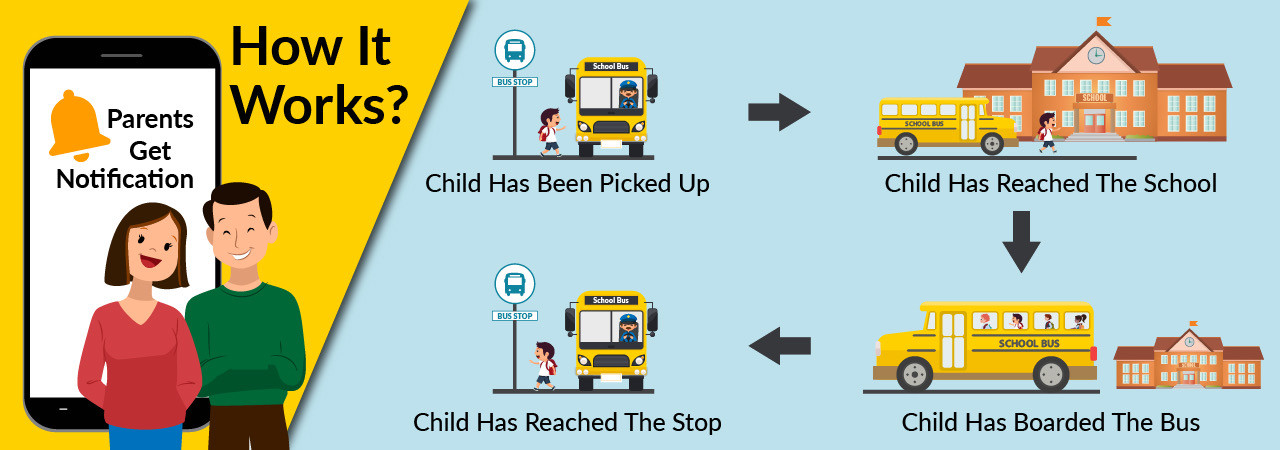 How It
Works?
Parents
Get
Notification
BUS STOP
School Bus
Child Has Been Picked Up
SCHOOL BUS
SCHOOL
Child Has Reached The School
SCHOOL BUS
Child Has Boarded The Bus
BUS STOP
School Bus
Child Has Reached The Stop